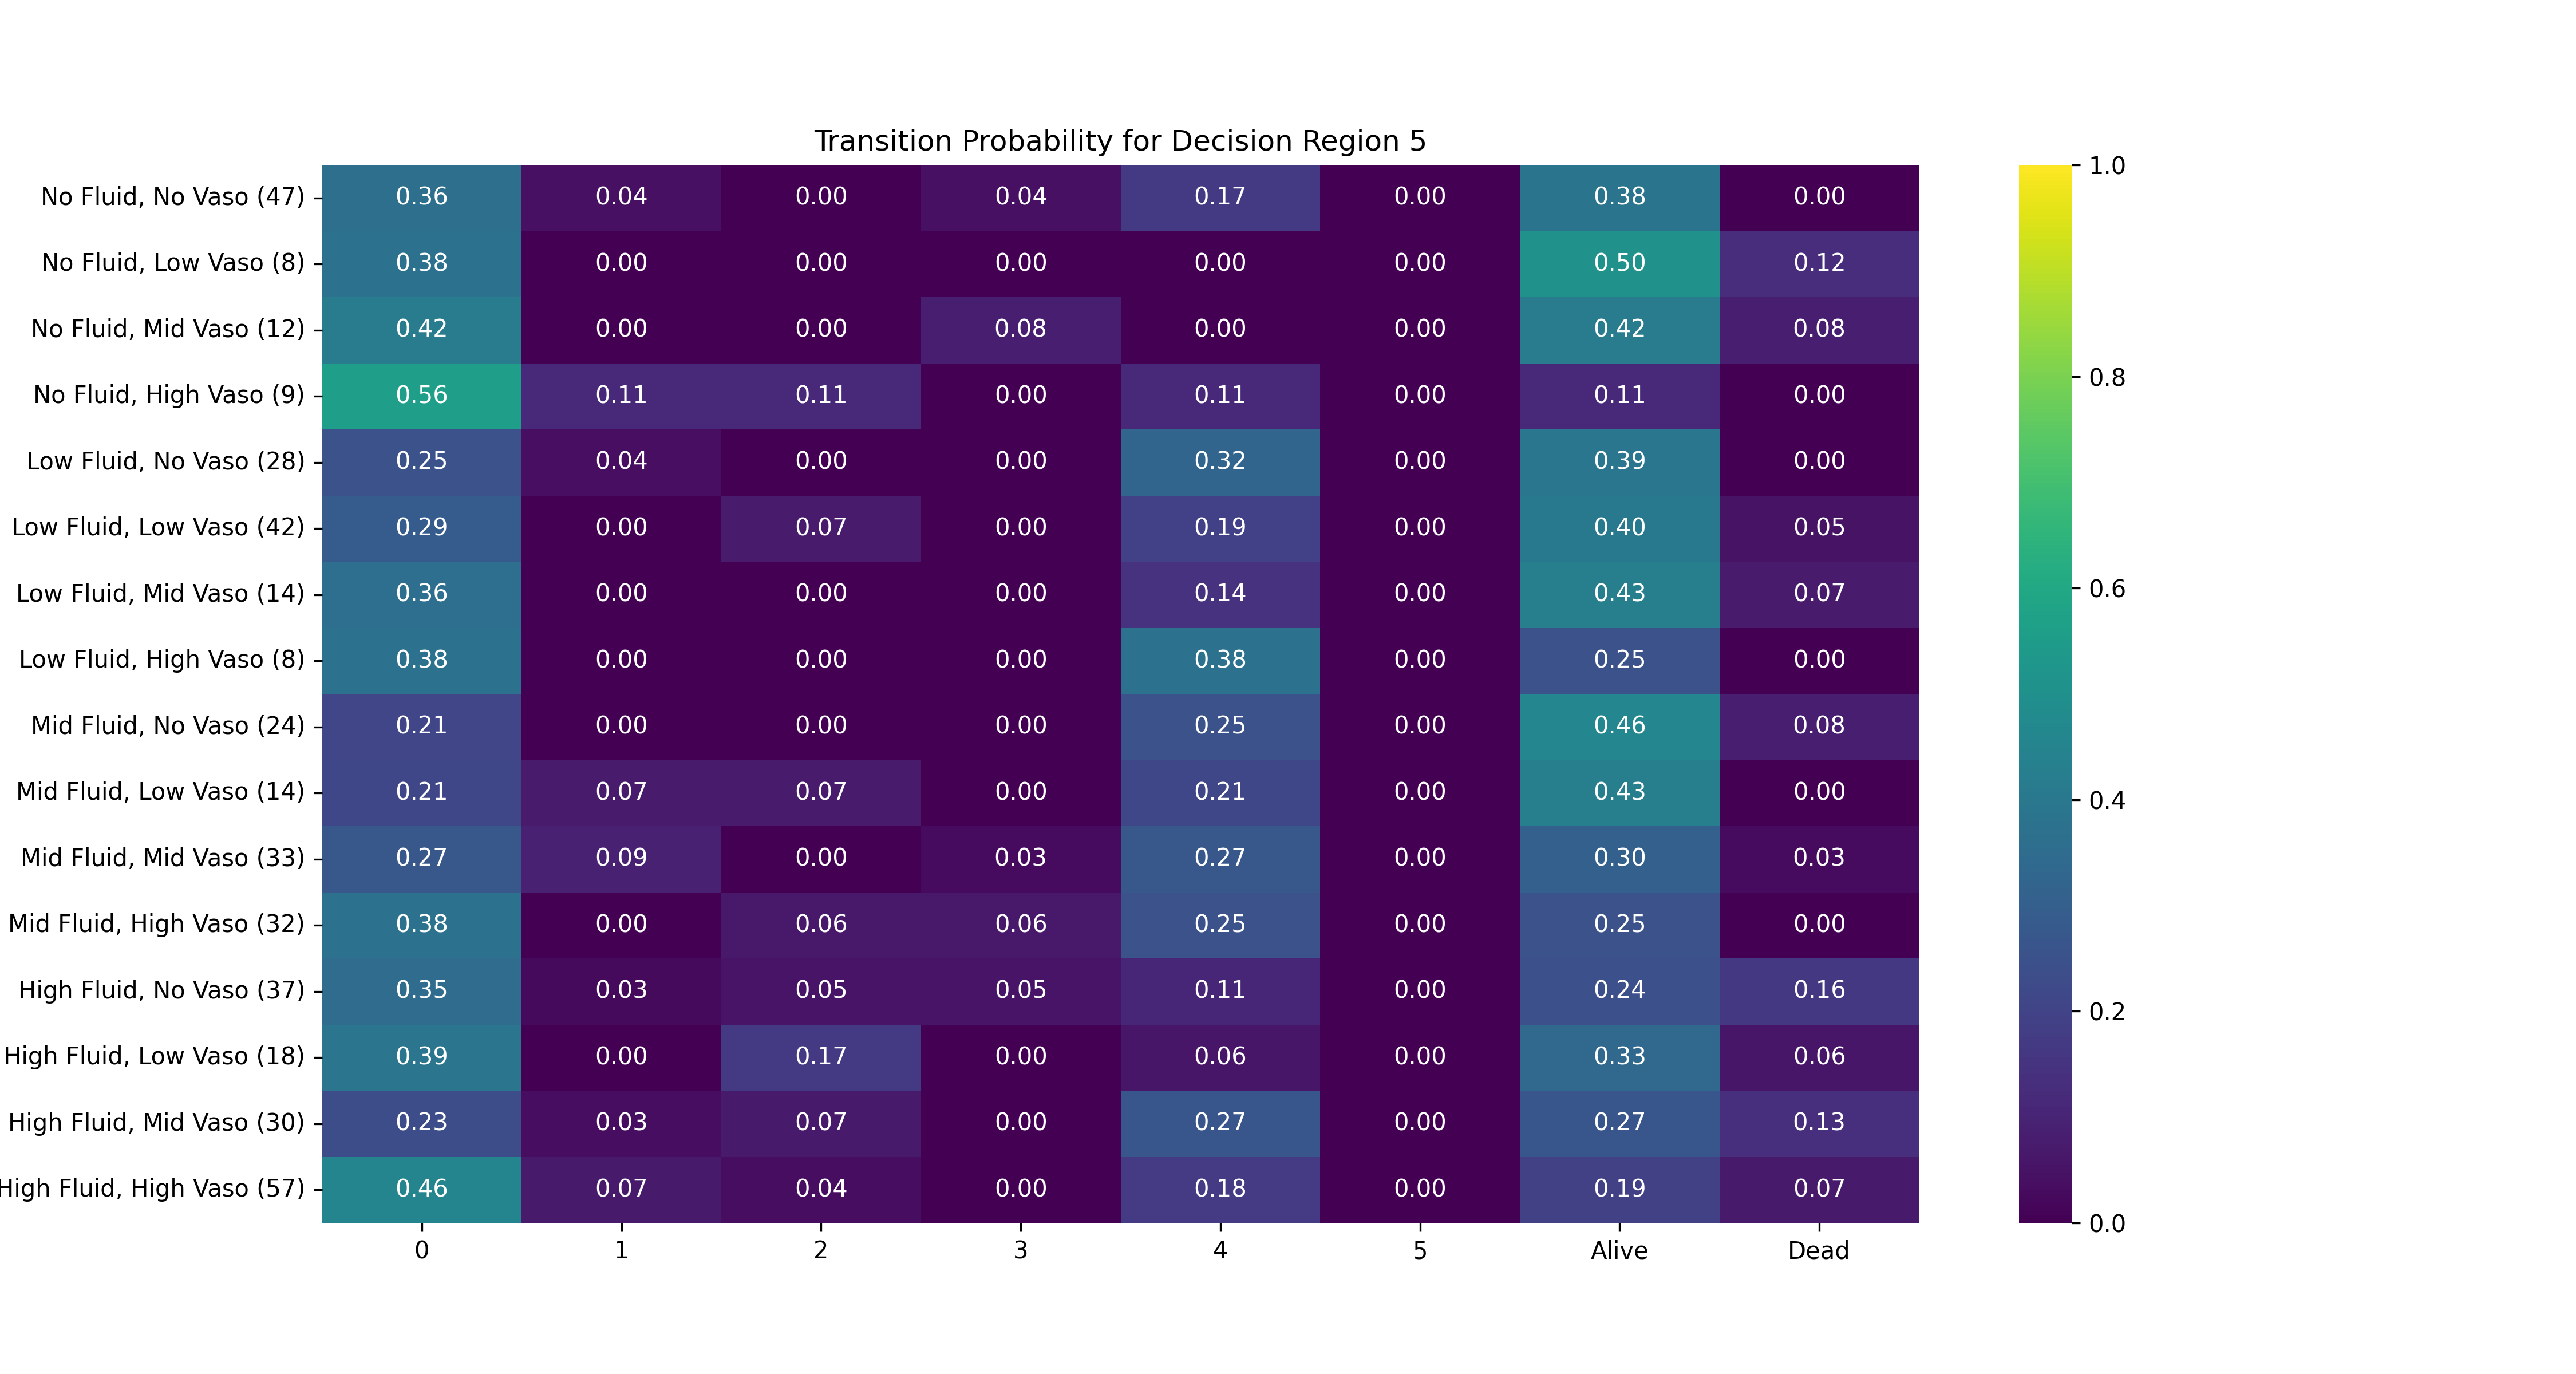 Transition Probability for Decision Region 5
No Fluid, No Vaso (47) 0.36 0.04 0.00 0.04 0.17 0.00 0.38 0.00
No Fluid, Low Vaso (8) 0.38 0.00 0.00 0.00 0.00 0.00 0.50 0.12
No Fluid, Mid Vaso (12) 0.42 0.00 0.00 0.08 0.00 0.00 0.42 0.08
No Fluid, High Vaso (9) 0.56 0.11 0.11 0.00 0.11 0.00 0.11 0.00
Low Fluid, No Vaso (28) 0.25 0.04 0.00 0.00 0.32 0.00 0.39 0.00
Low Fluid, Low Vaso (42) 0.29 0.00 0.07 0.00 0.19 0.00 0.40 0.05
Low Fluid, Mid Vaso (14) 0.36 0.00 0.00 0.00 0.14 0.00 0.43 0.07
Low Fluid, High Vaso (8) 0.38 0.00 0.00 0.00 0.38 0.00 0.25 0.00
Mid Fluid, No Vaso (24) 0.21 0.00 0.00 0.00 0.25 0.00 0.46 0.08
Mid Fluid, Low Vaso (14) 0.21 0.07 0.07 0.00 0.21 0.00 0.43 0.00
Mid Fluid, Mid Vaso (33) 0.27 0.09 0.00 0.03 0.27 0.00 0.30 0.03
Mid Fluid, High Vaso (32) 0.38 0.00 0.06 0.06 0.25 0.00 0.25 0.00
High Fluid, No Vaso (37) 0.35 0.03 0.05 0.05 0.11 0.00 0.24 0.16
High Fluid, Low Vaso (18) 0.39 0.00 0.17 0.00 0.06 0.00 0.33 0.06
High Fluid, Mid Vaso (30) 0.23 0.03 0.07 0.00 0.27 0.00 0.27 0.13
High Fluid, High Vaso (57) 0.46 0.07 0.04 0.00 0.18 0.00 0.19 0.07
0 1 2 3 4 5 Alive Dead
1.0
0.8
0.6
0.4
0.2
0.0